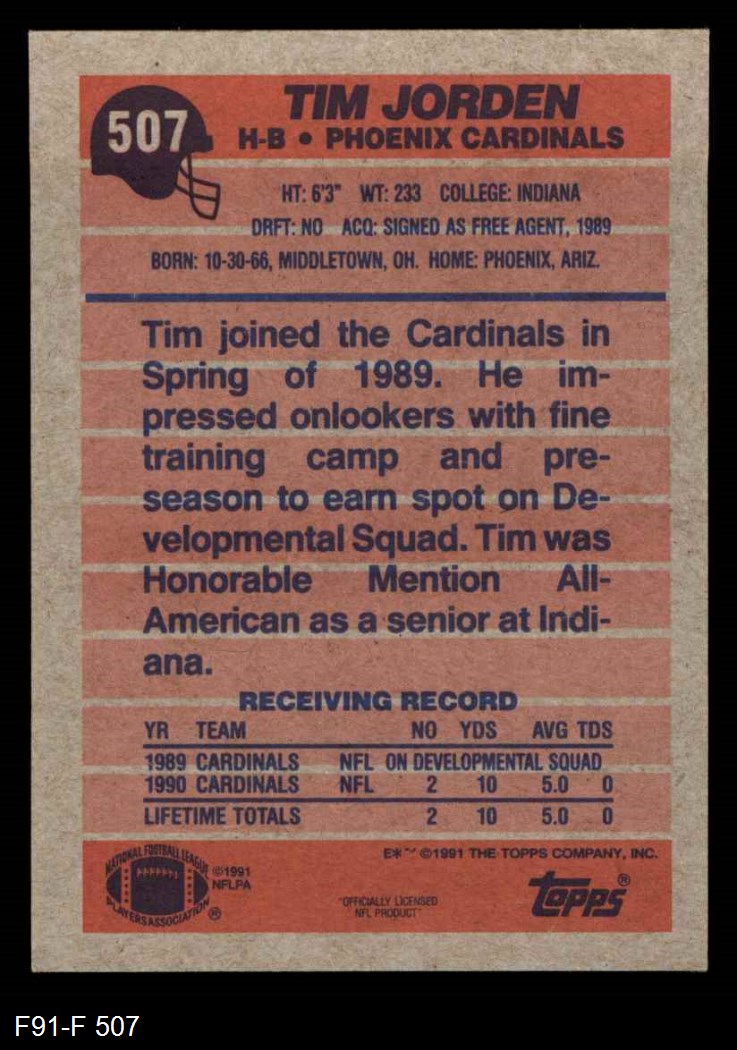 507
TIM JORDEN
H-B • PHOENIX CARDINALS
HT: 6'3" WT: 233 COLLEGE: INDIANA
DRFT: NO ACQ: SIGNED AS FREE AGENT, 1989
BORN: 10-30-66, MIDDLETOWN, OH. HOME: PHOENIX, ARIZ.
Tim joined the Cardinals in
Spring of 1989. He im-
pressed onlookers with fine
training camp and pre-
season to earn spot on De-
velopmental Squad. Tim was
Honorable Mention All-
American as a senior at Indi-
ana.
RECEIVING RECORD
YR TEAM NO YDS AVG TDS
1989 CARDINALS NFL ON DEVELOPMENTAL SQUAD
1990 CARDINALS NFL 2 10 5.0 0
LIFETIME TOTALS 2 10 5.0 0
E* ©1991 THE TOPPS COMPANY, INC.
NATIONAL FOOTBALL LEAGUE
PLAYERS ASSOCIATION ®
©1991
NFLPA
"OFFICIALLY LICENSED
NFL PRODUCT"
Topps ®
F91-F 507